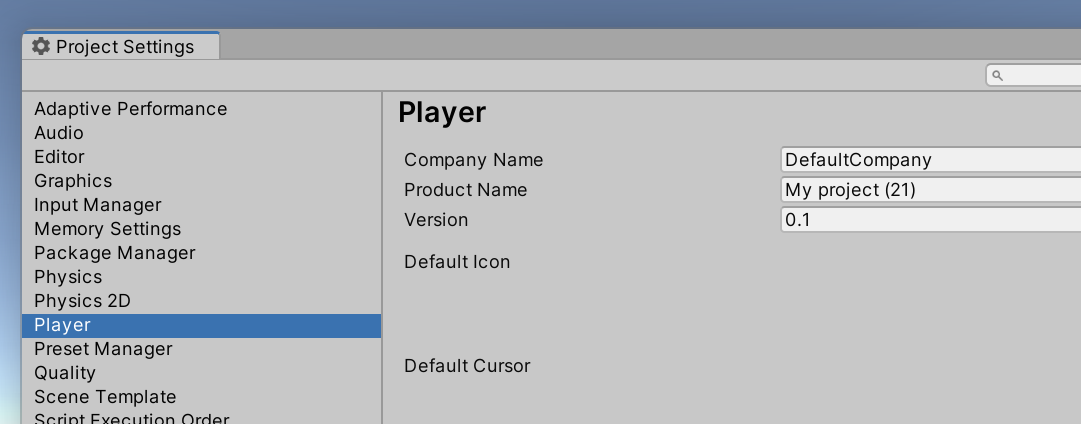 Project Settings
Adaptive Performance
Audio
Editor
Graphics
Input Manager
Memory Settings
Package Manager
Physics
Physics 2D
Player
Preset Manager
Quality
Scene Template
Script Execution Order
Player
Company Name DefaultCompany
Product Name My project (21)
Version 0.1
Default Icon
Default Cursor